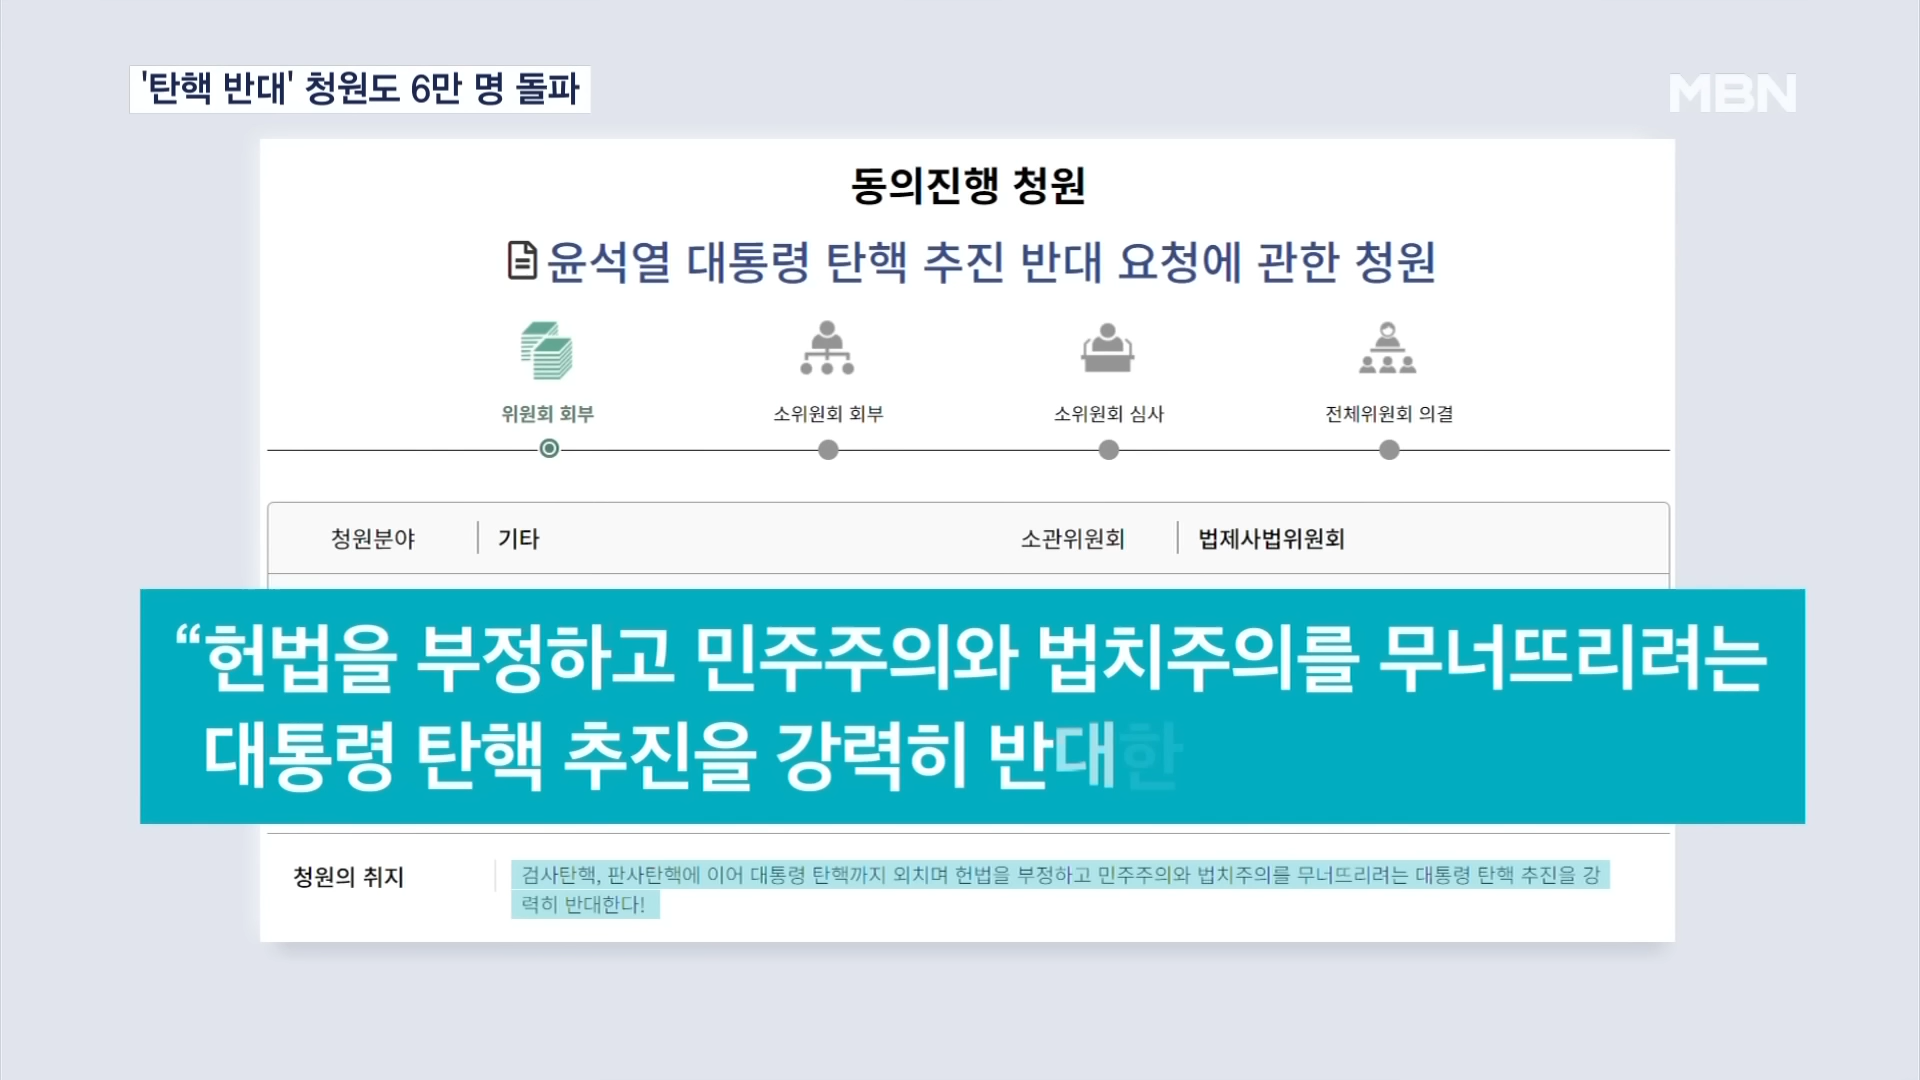 '탄핵 반대' 청원도 6만 명 돌파
MBN
동의진행 청원
윤석열 대통령 탄핵 추진 반대 요청에 관한 청원
위원회 회부
소위원회 회부
소위원회 심사
전체위원회 의결
청원분야 기타 소관위원회 법제사법위원회
“헌법을 부정하고 민주주의와 법치주의를 무너뜨리려는
대통령 탄핵 추진을 강력히 반대한
청원의 취지 검사탄핵, 판사탄핵에 이어 대통령 탄핵까지 외치며 헌법을 부정하고 민주주의와 법치주의를 무너뜨리려는 대통령 탄핵 추진을 강
력히 반대한다!